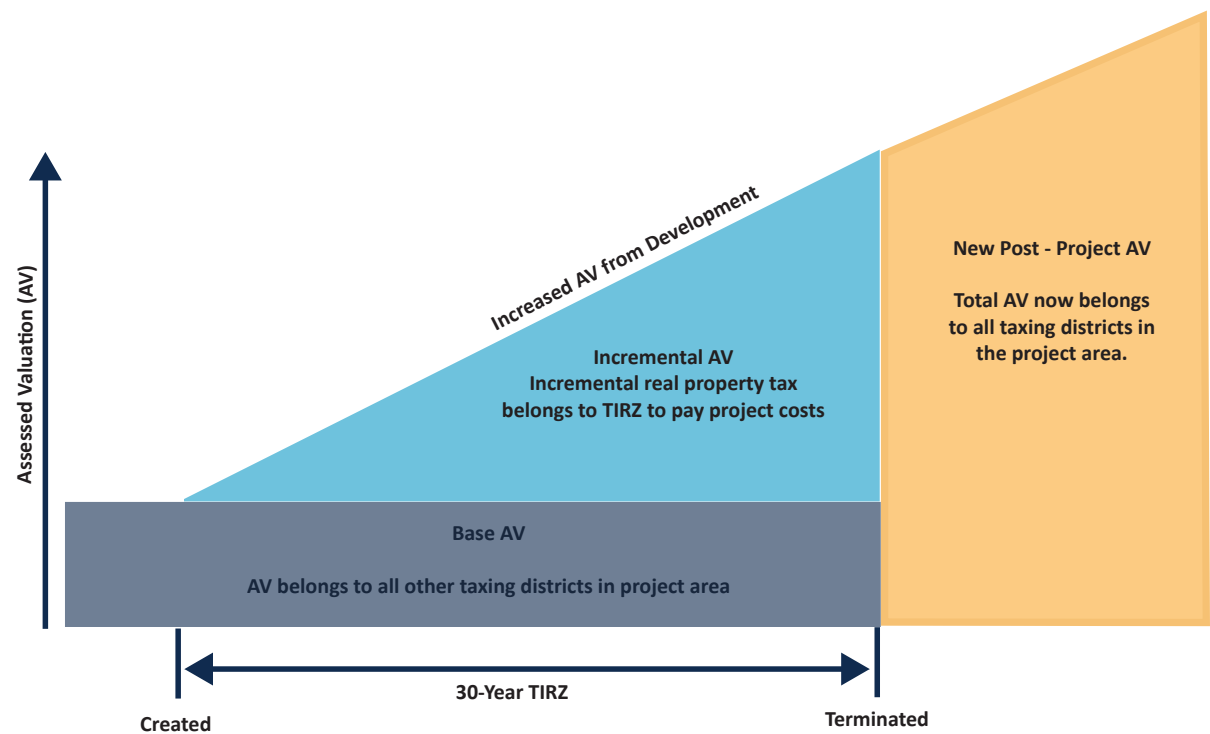 Assessed Valuation (AV)
Increased AV from Development
Incremental AV
Incremental real property tax
belongs to TIRZ to pay project costs
New Post - Project AV
Total AV now belongs
to all taxing districts in
the project area.
Base AV
AV belongs to all other taxing districts in project area
30-Year TIRZ
Created
Terminated